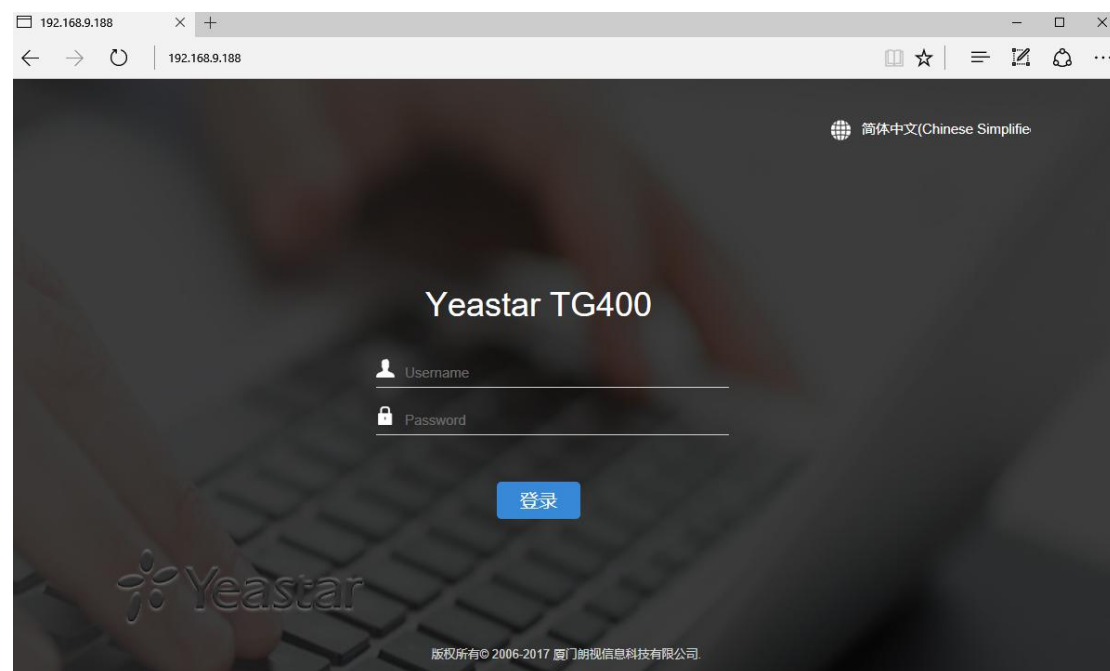 192.168.9.188
192.168.9.188
简体中文(Chinese Simplifie
Yeastar TG400
Username
Password
登录
Yeastar
版权所有© 2006-2017 厦门朗视信息科技有限公司.